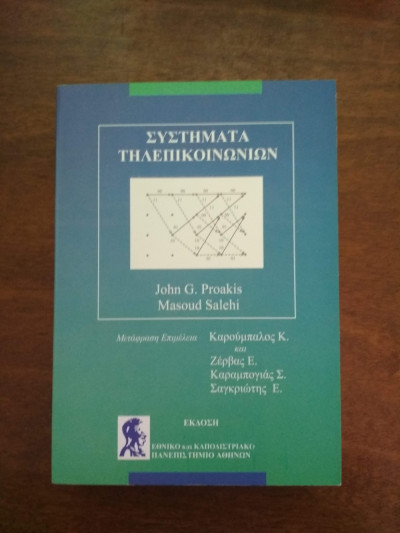 ΣΥΣΤΗΜΑΤΑ
ΤΗΛΕΠΙΚΟΙΝΩΝΙΩΝ
John G. Proakis
Masoud Salehi
Μετάφραση Επιμέλεια Καρούμπαλος Κ.
και
Ζέρβας Ε.
Καραμπογιάς Σ.
Σαγκριώτης Ε.
ΕΚΔΟΣΗ
ΕΘΝΙΚΟ και ΚΑΠΟΔΙΣΤΡΙΑΚΟ
ΠΑΝΕΠΙΣΤΗΜΙΟ ΑΘΗΝΩΝ